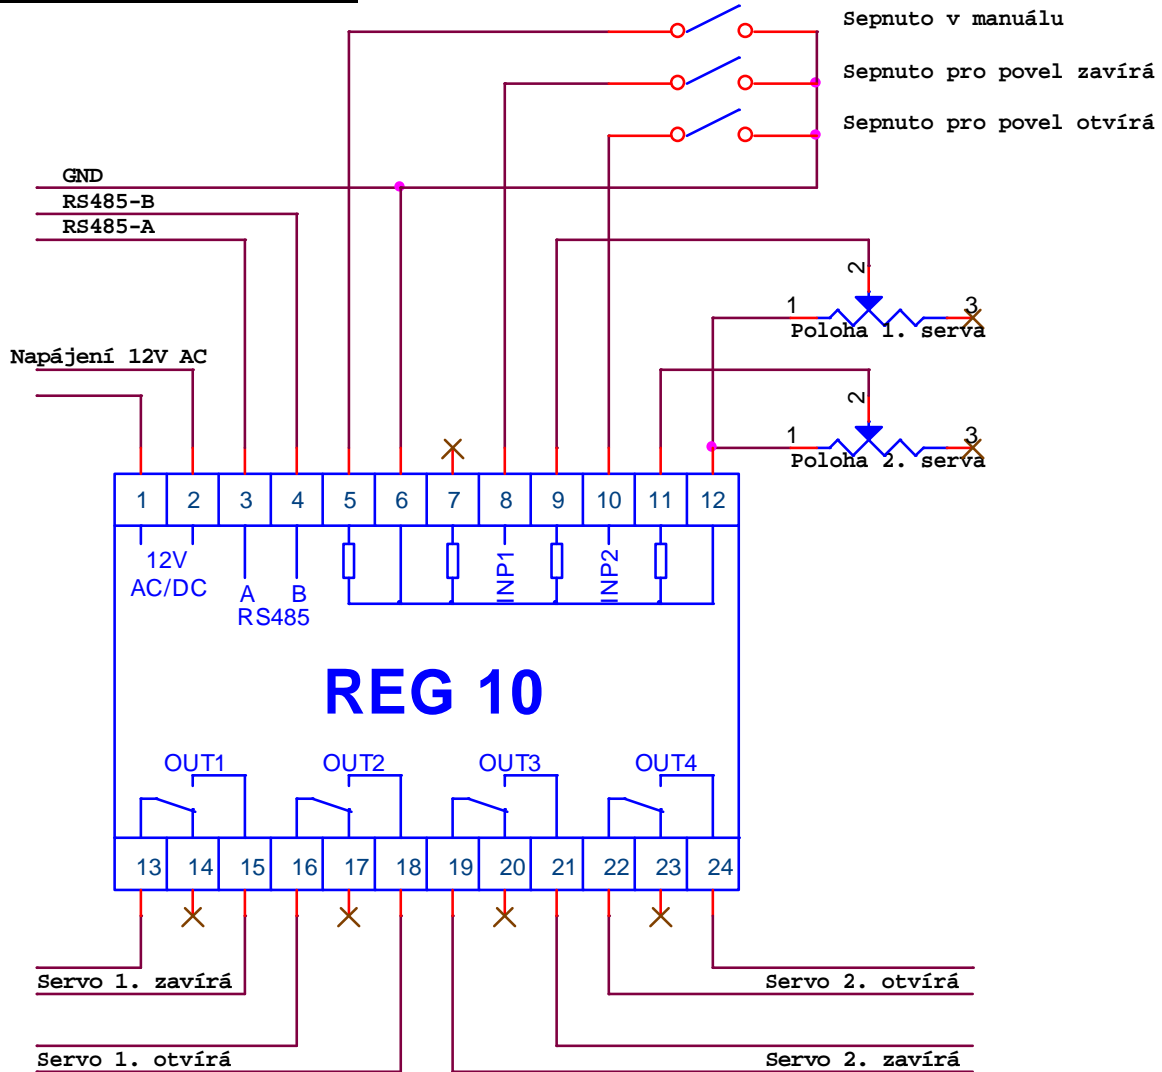 Sepnuto v manuálu
Sepnuto pro povel zavírá
Sepnuto pro povel otvírá
GND
RS485-B
RS485-A
2
1
3
Poloha 1. serva
Napájení 12V AC
2
1
3
Poloha 2. serva
1 2 3 4 5 6 7 8 9 10 11 12
12V
AC/DC
A B
RS485
INP1
INP2
REG 10
OUT1 OUT2 OUT3 OUT4
13 14 15 16 17 18 19 20 21 22 23 24
Servo 1. zavírá
Servo 2. otvírá
Servo 1. otvírá
Servo 2. zavírá